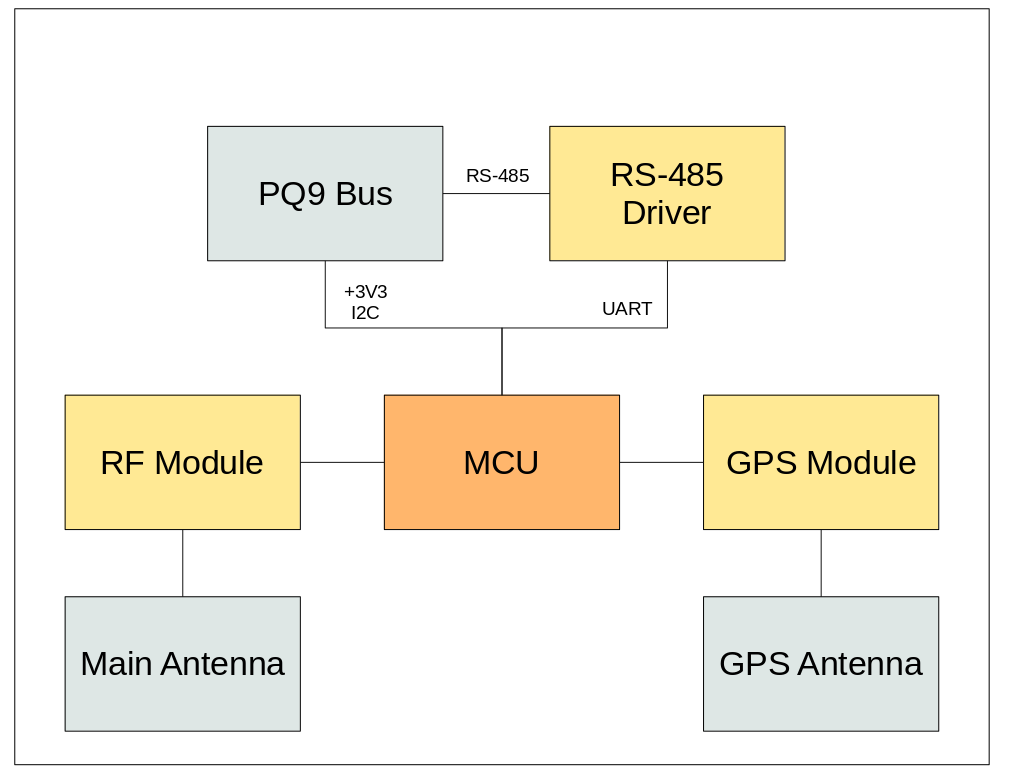 PQ9 Bus
RS-485
RS-485
Driver
+3V3
I2C
UART
RF Module
MCU
GPS Module
Main Antenna
GPS Antenna